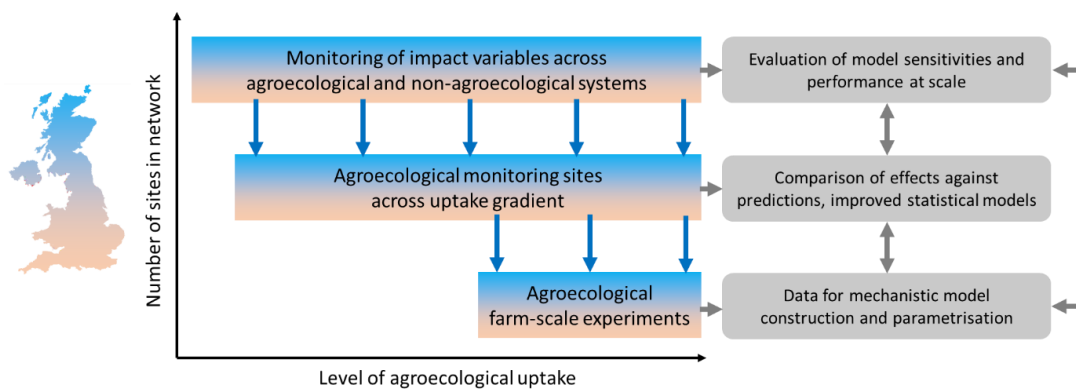 Number of sites in network
Monitoring of impact variables across
agroecological and non-agroecological systems
Evaluation of model sensitivities and
performance at scale
Agroecological monitoring sites
across uptake gradient
Comparison of effects against
predictions, improved statistical models
Agroecological
farm-scale experiments
Data for mechanistic model
construction and parametrisation
Level of agroecological uptake